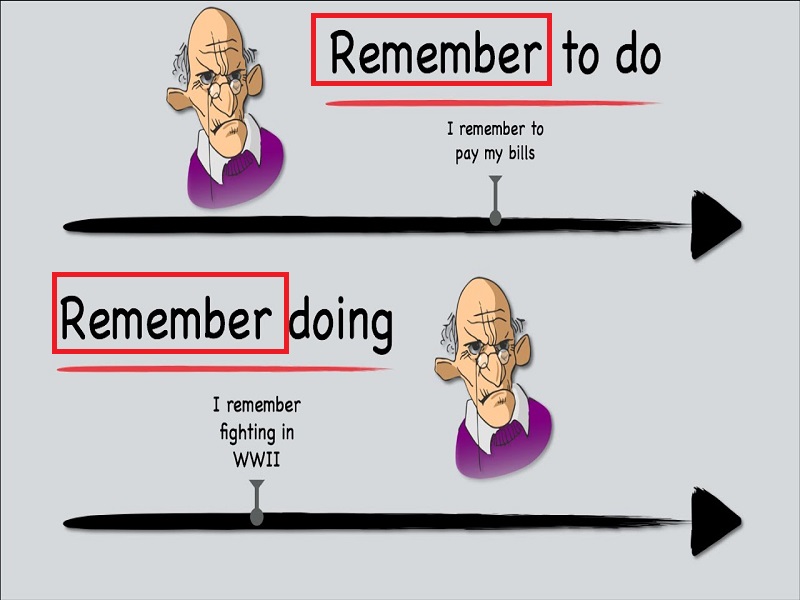 Remember to do
I remember to
pay my bills
Remember doing
I remember
fighting in
WWII